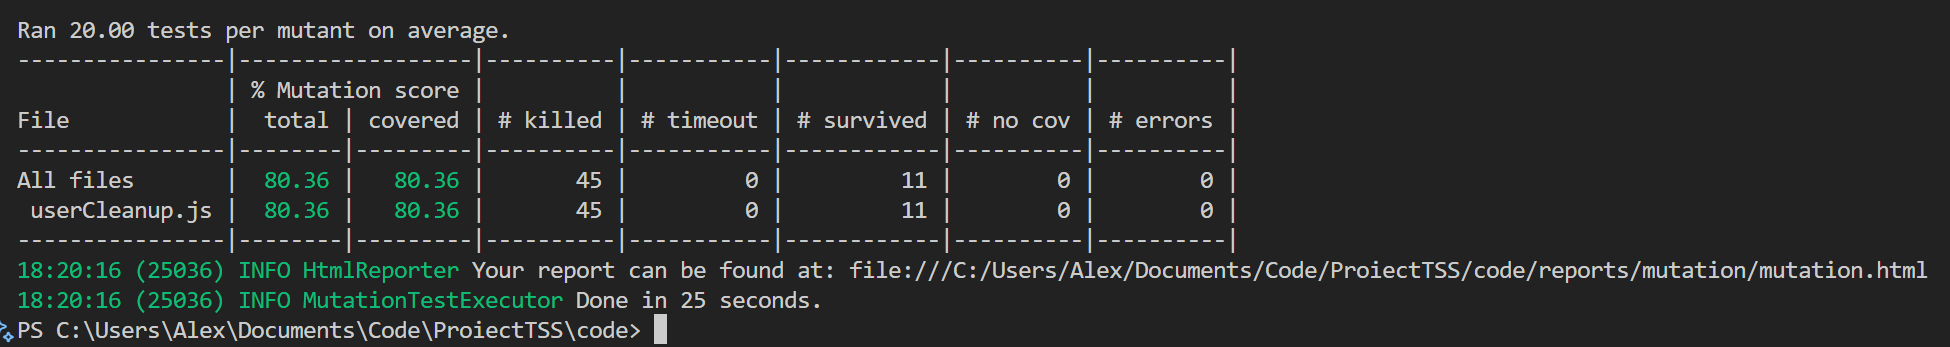 Ran 20.00 tests per mutant on average.
----------------|------------------|----------|-----------|------------|----------|----------|
                | % Mutation score |          |           |            |          |          |
File            |  total | covered | # killed | # timeout | # survived | # no cov | # errors |
----------------|--------|---------|----------|-----------|------------|----------|----------|
All files       |  80.36 |   80.36 |       45 |         0 |         11 |        0 |        0 |
 userCleanup.js |  80.36 |   80.36 |       45 |         0 |         11 |        0 |        0 |
----------------|--------|---------|----------|-----------|------------|----------|----------|
18:20:16 (25036) INFO HtmlReporter Your report can be found at: file:///C:/Users/Alex/Documents/Code/ProiectTSS/code/reports/mutation/mutation.html
18:20:16 (25036) INFO MutationTestExecutor Done in 25 seconds.
PS C:\Users\Alex\Documents\Code\ProiectTSS\code>